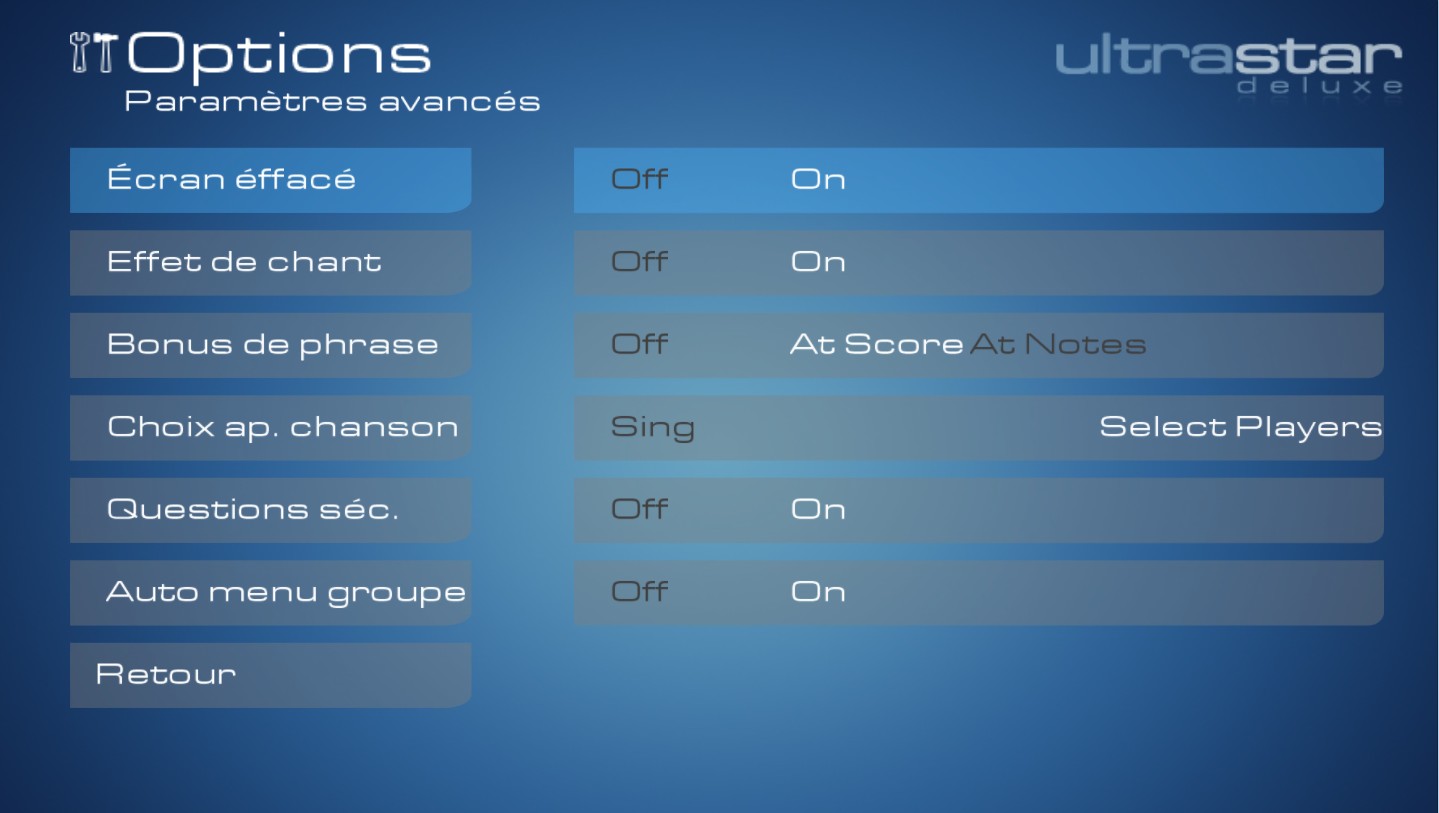 Options
Paramètres avancés
ultrastar
deluxe
Écran éffacé Off On
Effet de chant Off On
Bonus de phrase Off At Score At Notes
Choix ap. chanson Sing Select Players
Questions séc. Off On
Auto menu groupe Off On
Retour